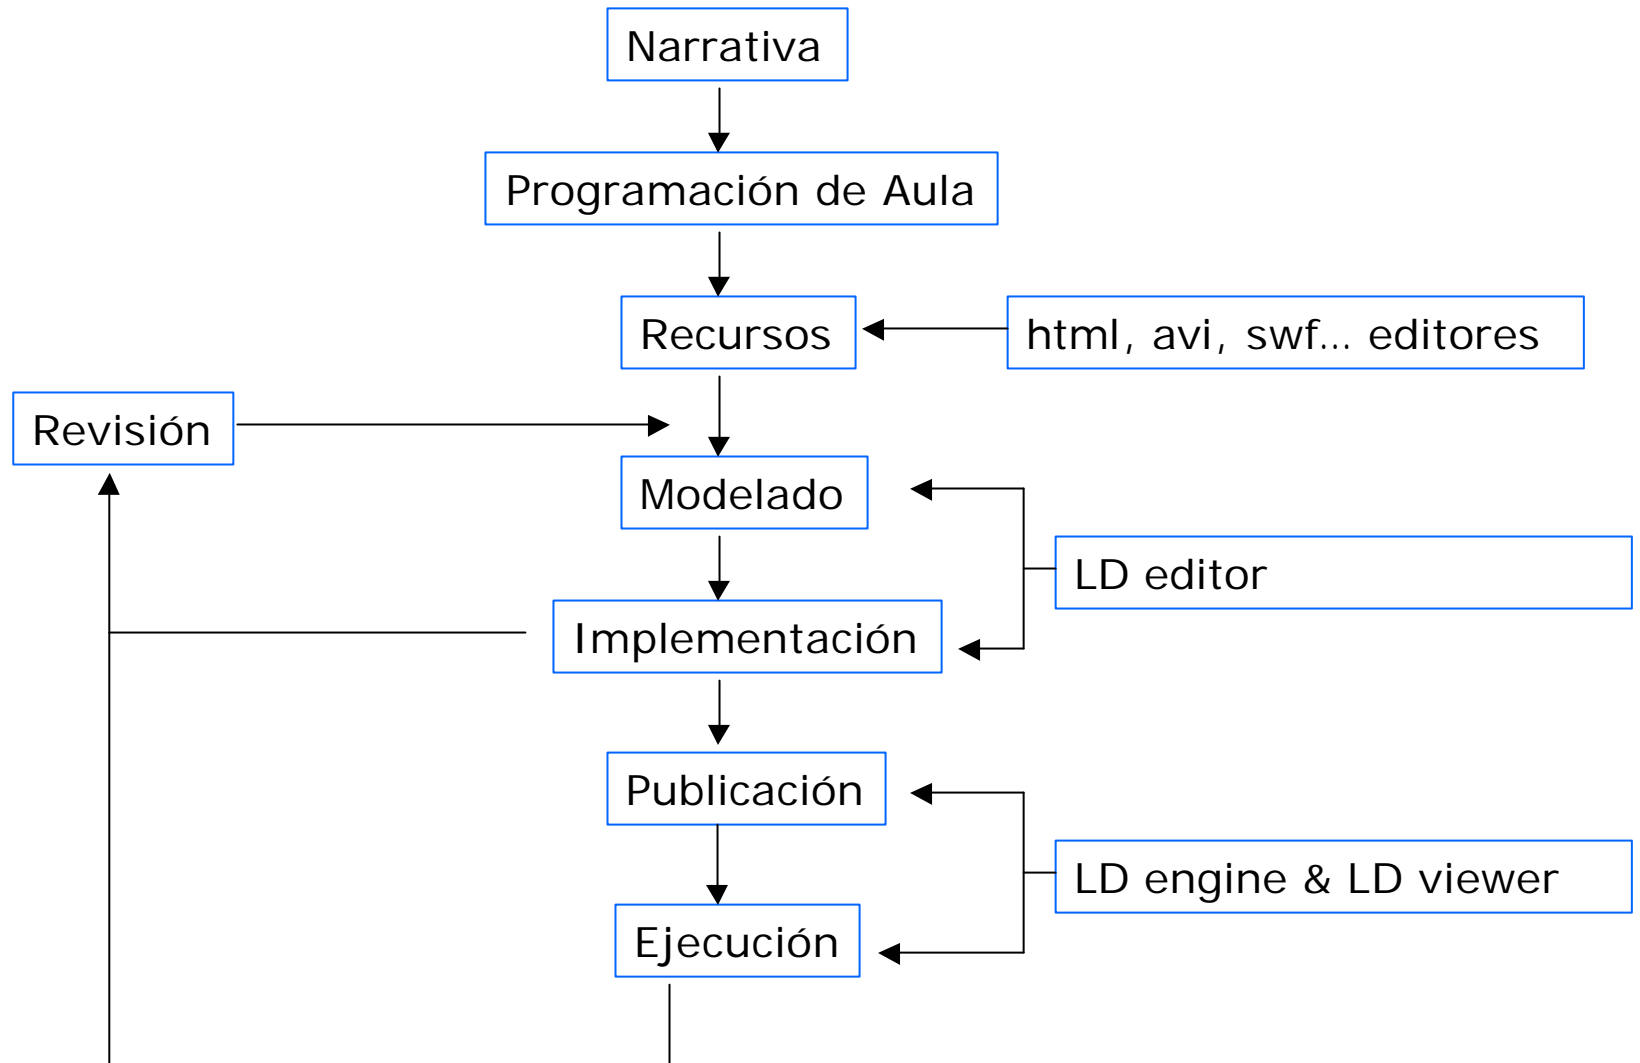 Narrativa
Programación de Aula
Recursos
html, avi, swf... editores
Revisión
Modelado
LD editor
Implementación
Publicación
LD engine & LD viewer
Ejecución